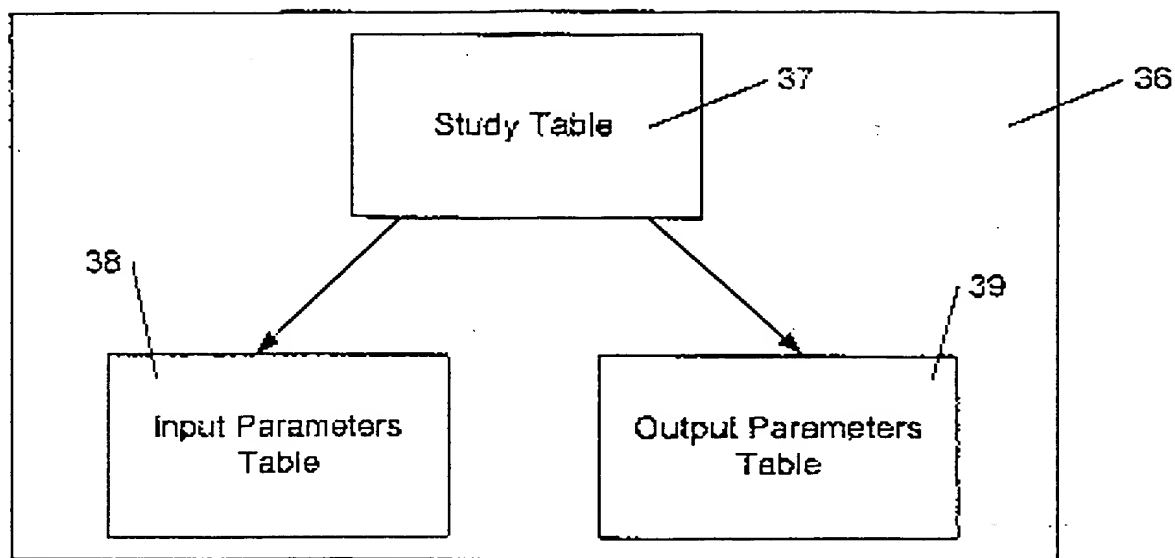 37
36
Study Table
38
39
Input Parameters
Table
Output Parameters
Table